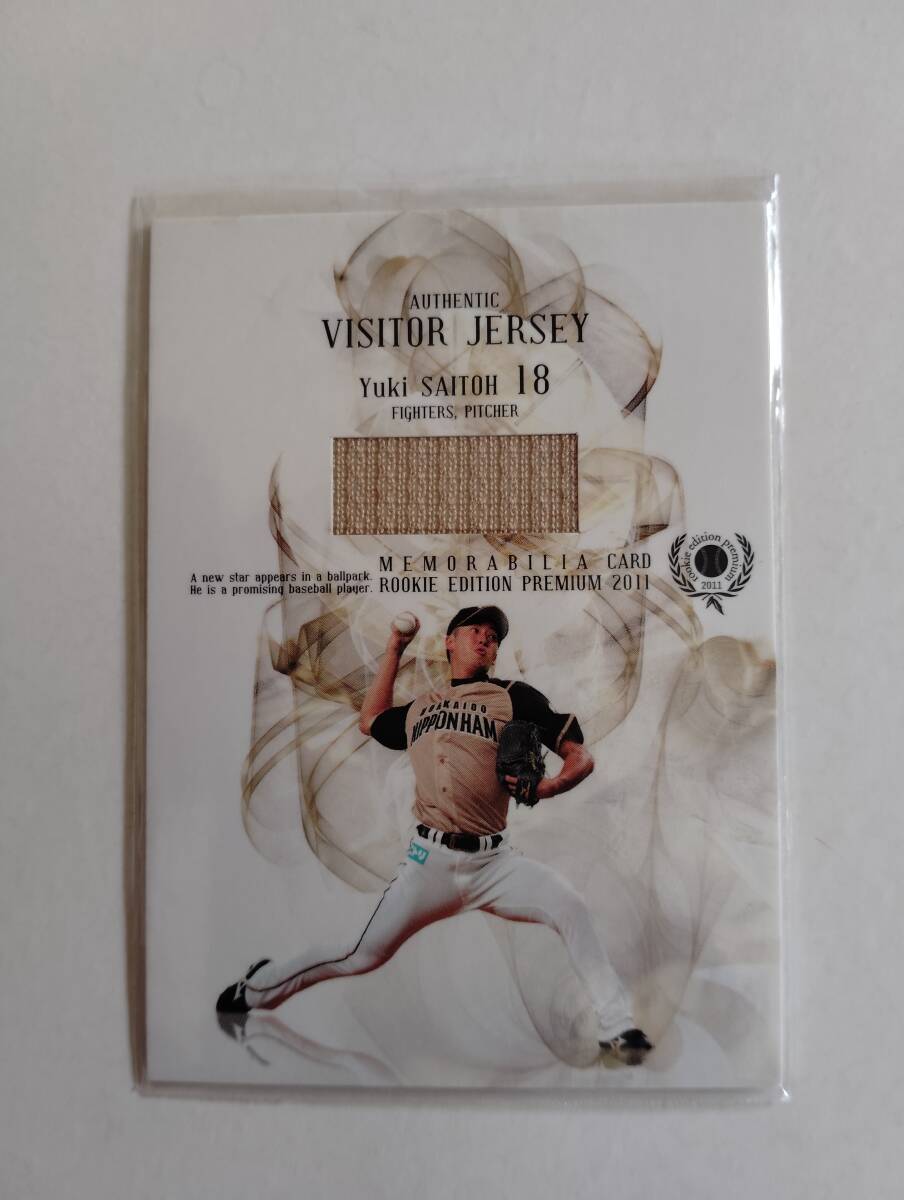 AUTHENTIC
VISITOR JERSEY
Yuki SAITOH 18
FIGHTERS, PITCHER
MEMORABILIA CARD
ROOKIE EDITION PREMIUM 2011
A new star appears in a ballpark.
He is a promising baseball player.
rookie edition premium
2011
HOKKAIDO
NIPPONHAM